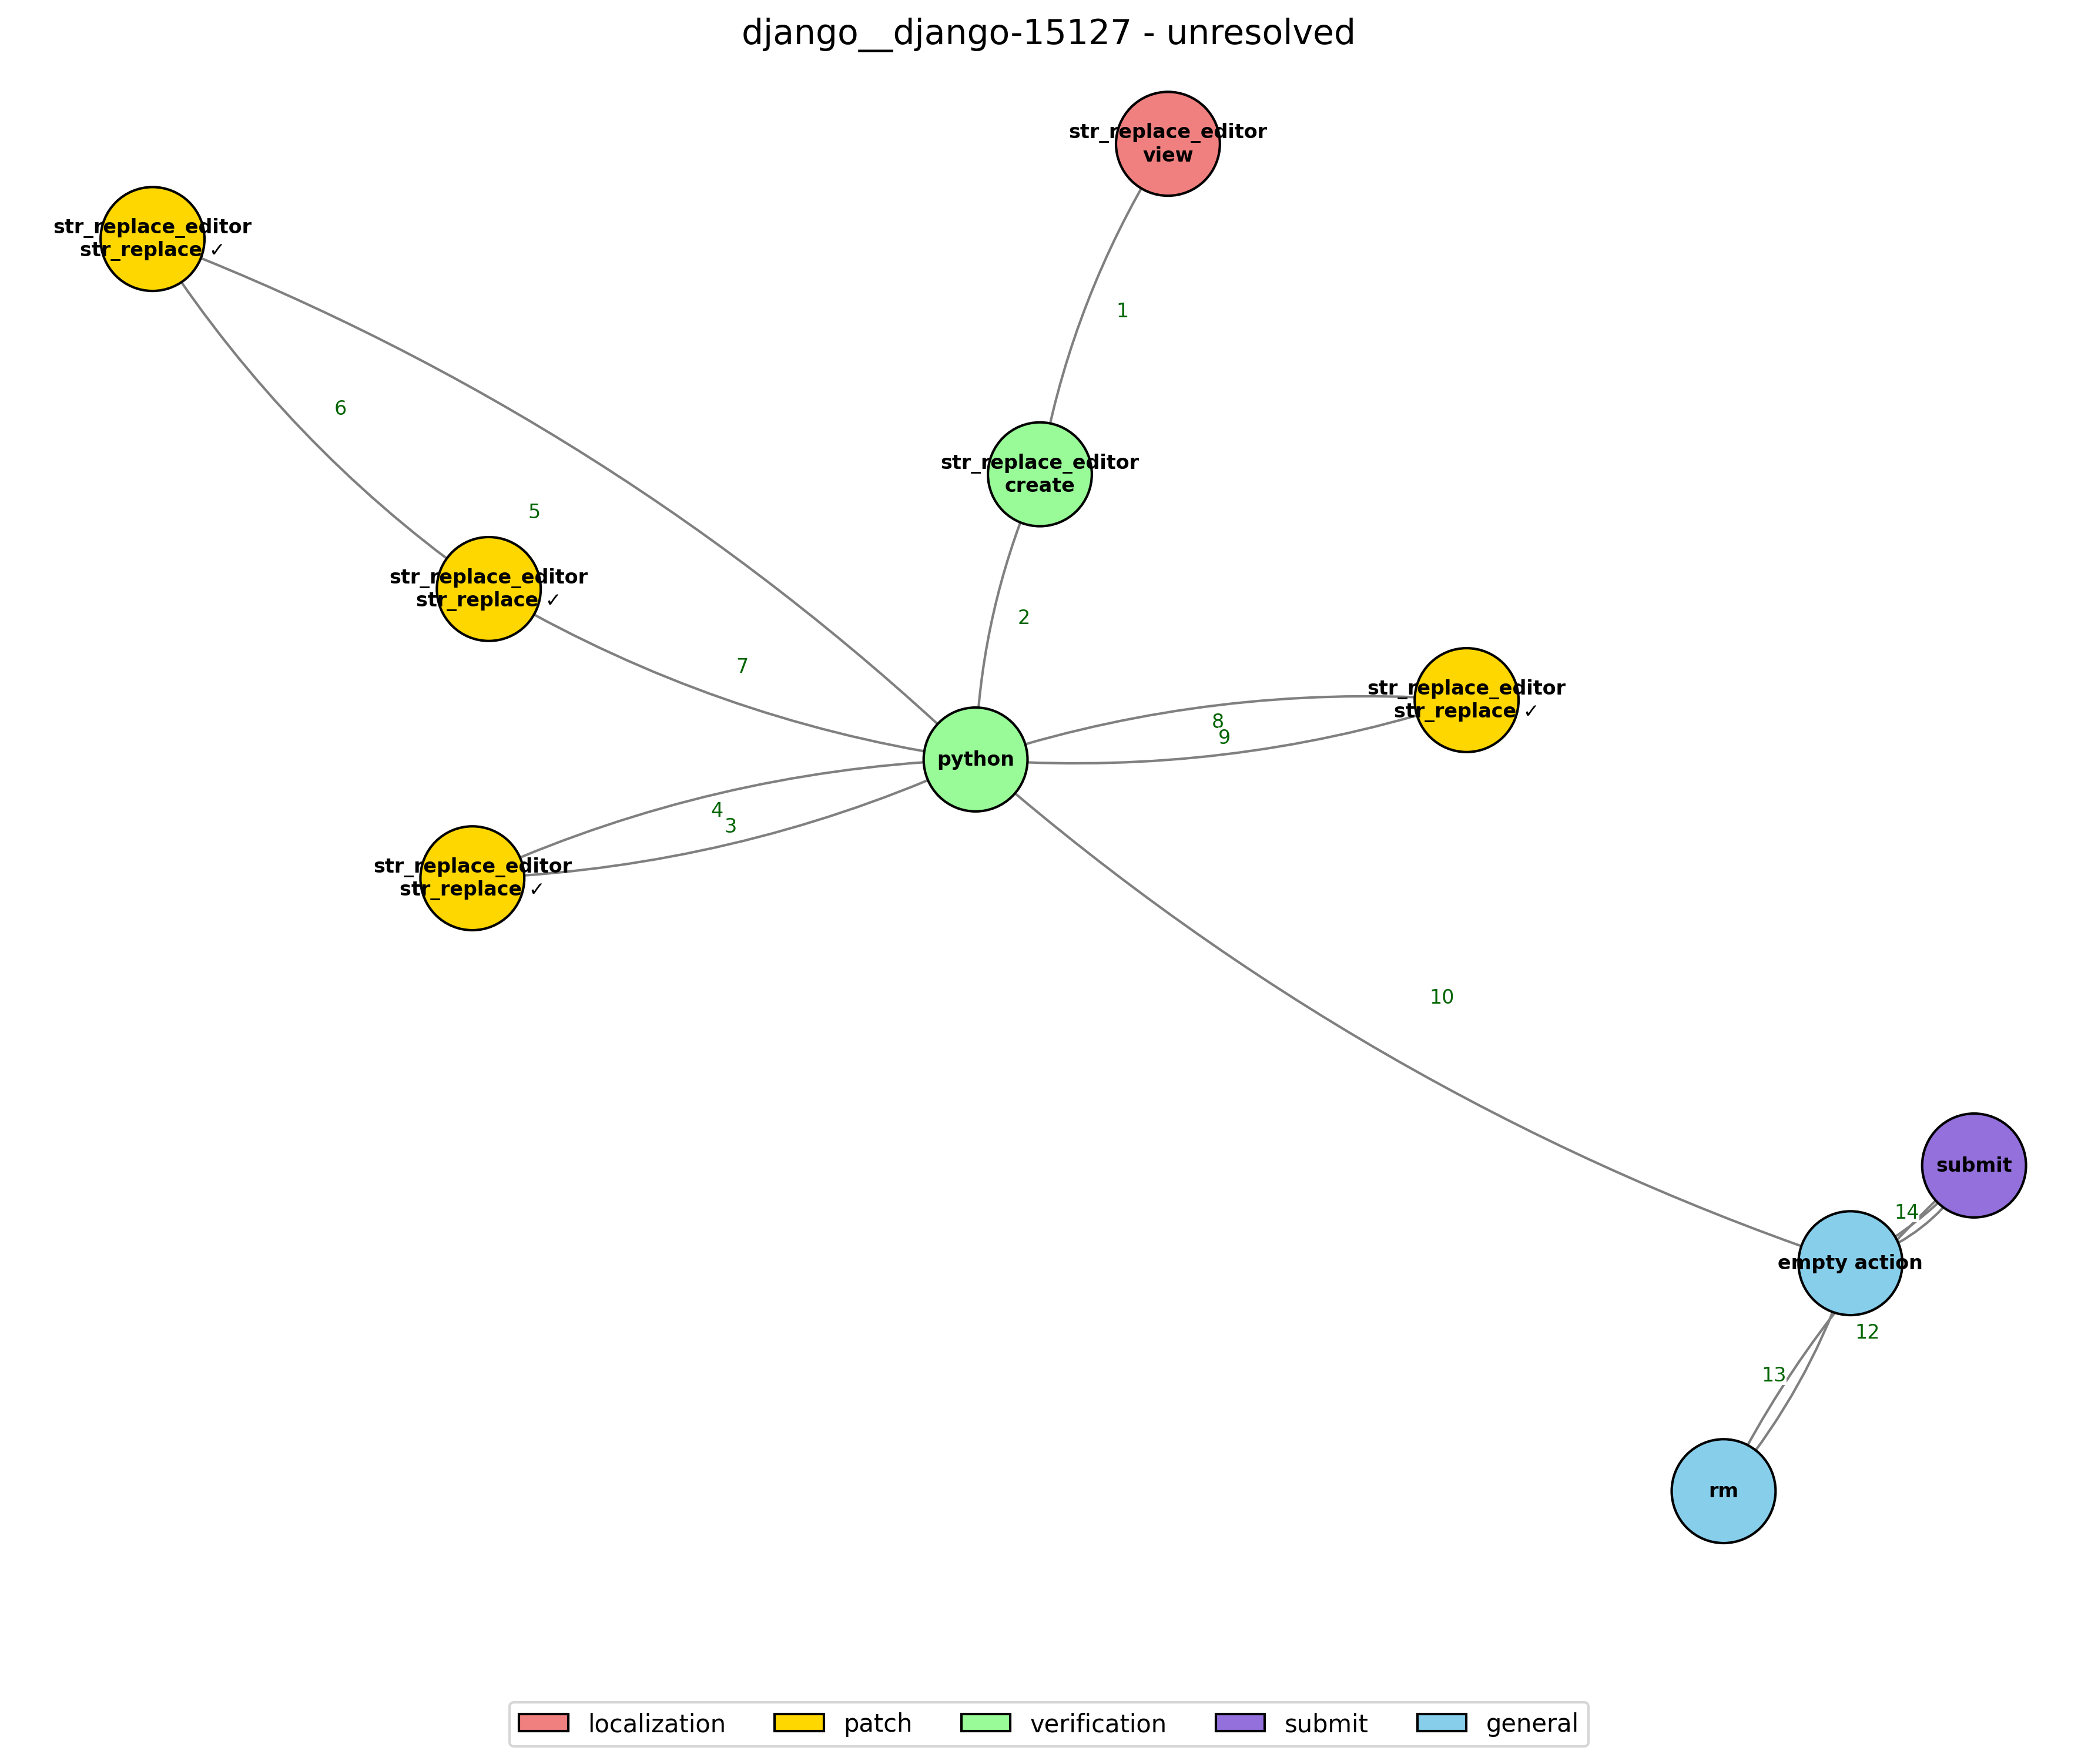 django__django-15127 - unresolved
str_replace_editor
view
1
str_replace_editor
str_replace ✓
6
str_replace_editor
create
5
str_replace_editor
str_replace ✓
2
7
str_replace_editor
str_replace ✓
8
9
python
4
3
str_replace_editor
str_replace ✓
10
submit
14
empty action
12
13
rm
localization
patch
verification
submit
general